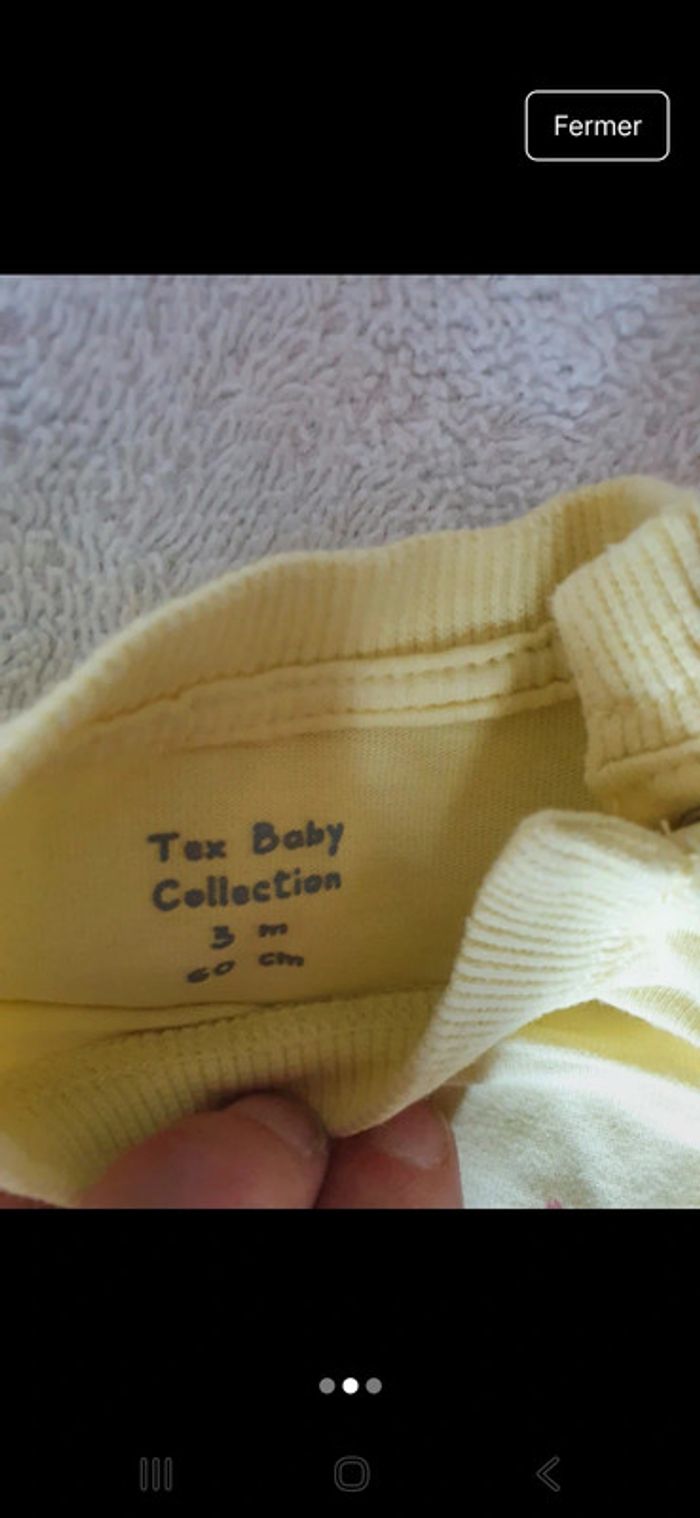 Fermer
Tex Baby
Collection
3 m
60 cm